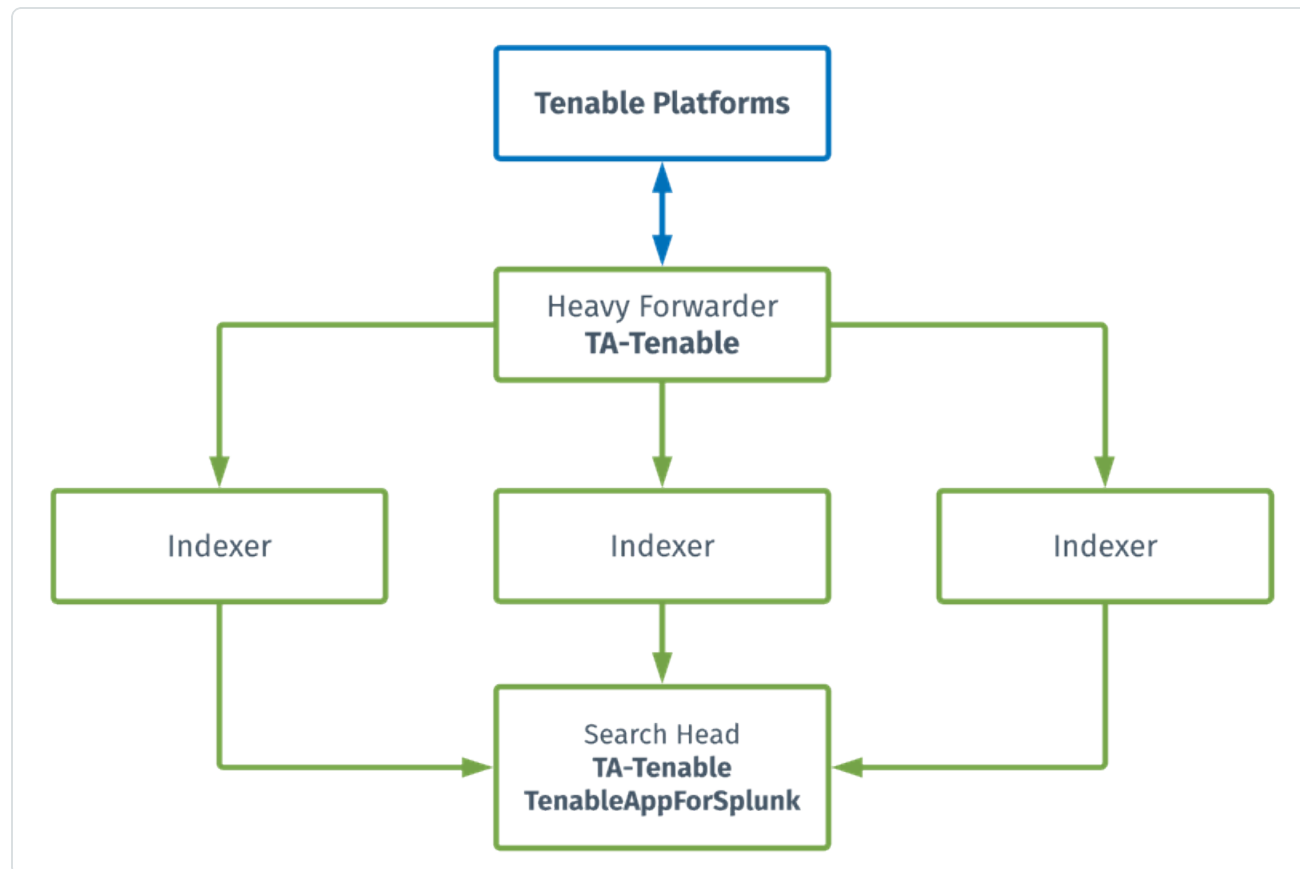 Tenable Platforms
Heavy Forwarder
TA-Tenable
Indexer
Indexer
Indexer
Search Head
TA-Tenable
TenableAppForSplunk